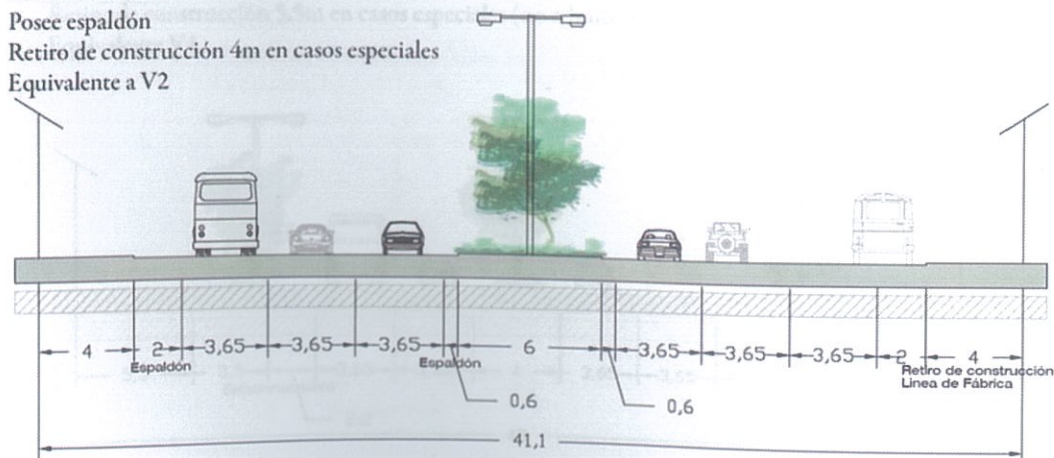 Posee espaldón
Retiro de construcción 4m en casos especiales
Equivalente a V2
4 2 3,65 3,65 3,65 6 3,65 3,65 3,65 2 4
Espaldón Espaldón Retiro de construcción
Linea de Fábrica
0,6 0,6
41,1